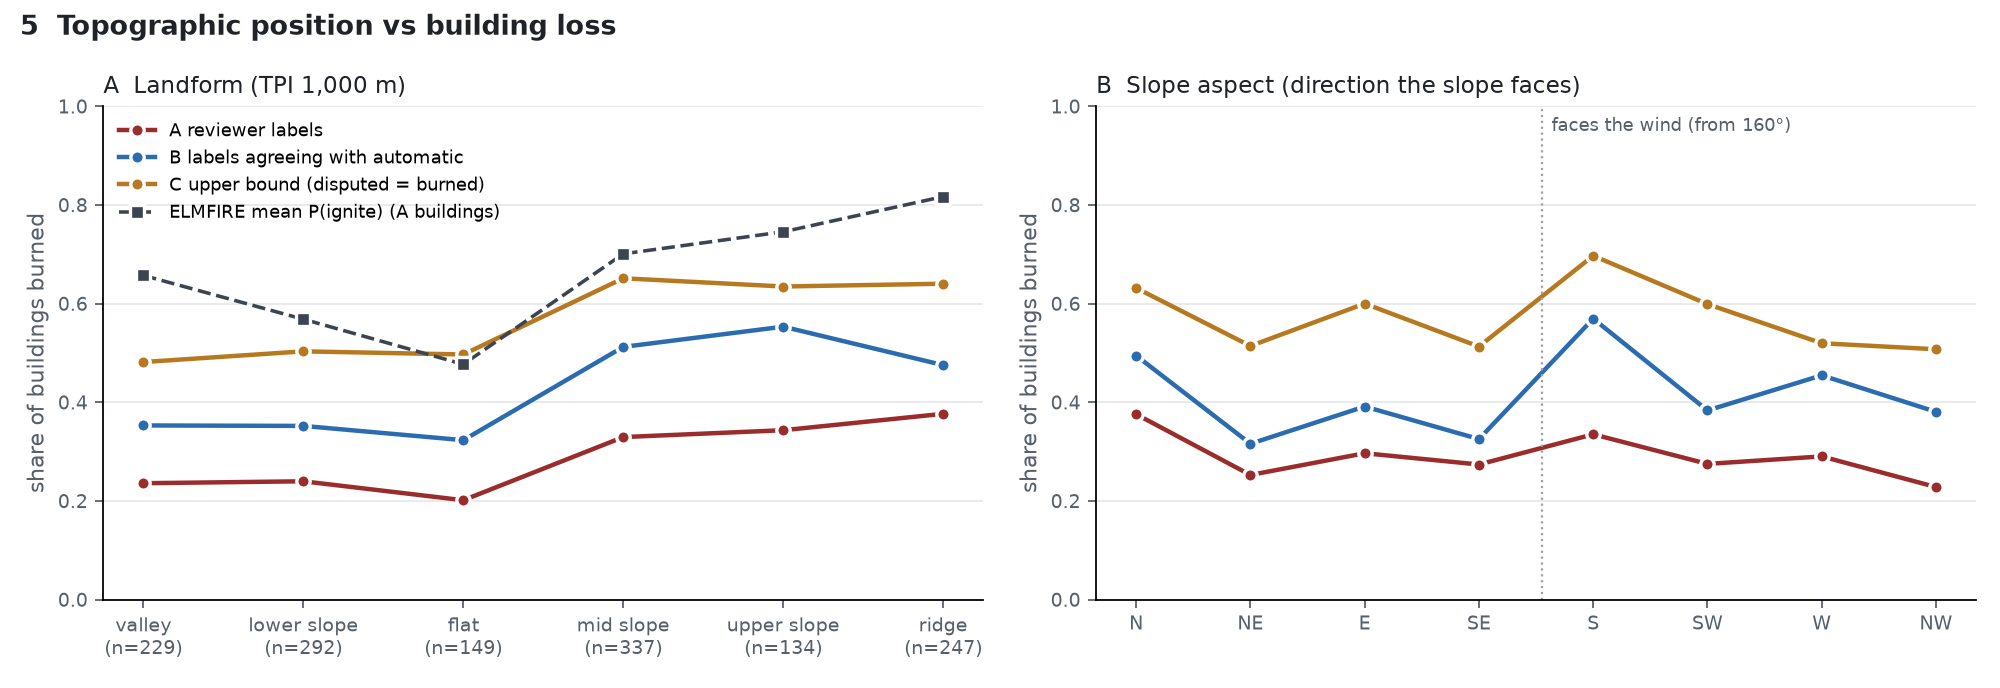 5  Topographic position vs building loss
A  Landform (TPI 1,000 m)
1.0
0.8
0.6
0.4
0.2
0.0
share of buildings burned
A reviewer labels
B labels agreeing with automatic
C upper bound (disputed = burned)
ELMFIRE mean P(ignite) (A buildings)
valley
(n=229)
lower slope
(n=292)
flat
(n=149)
mid slope
(n=337)
upper slope
(n=134)
ridge
(n=247)
B  Slope aspect (direction the slope faces)
1.0
0.8
0.6
0.4
0.2
0.0
share of buildings burned
faces the wind (from 160°)
N
NE
E
SE
S
SW
W
NW